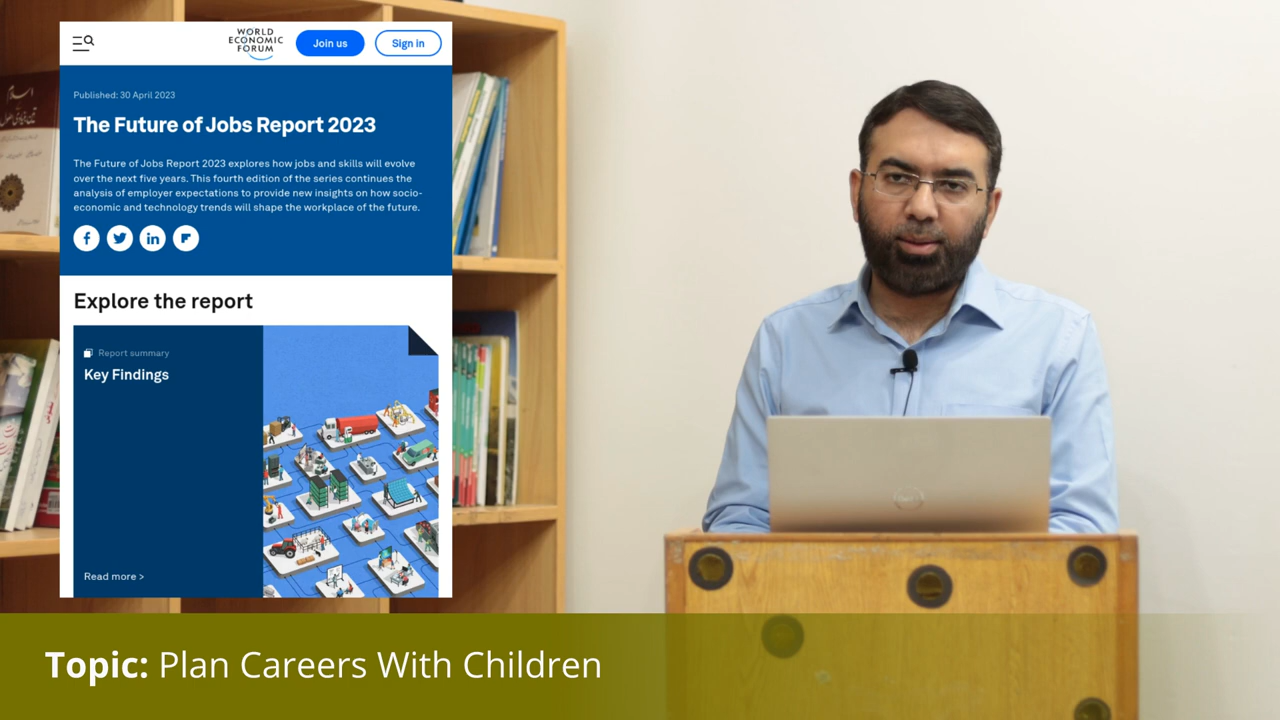 WORLD
ECONOMIC
FORUM
Join us
Sign in
Published: 30 April 2023
The Future of Jobs Report 2023
The Future of Jobs Report 2023 explores how jobs and skills will evolve
over the next five years. This fourth edition of the series continues the
analysis of employer expectations to provide new insights on how socio-
economic and technology trends will shape the workplace of the future.
Explore the report
Report summary
Key Findings
Read more >
Topic: Plan Careers With Children